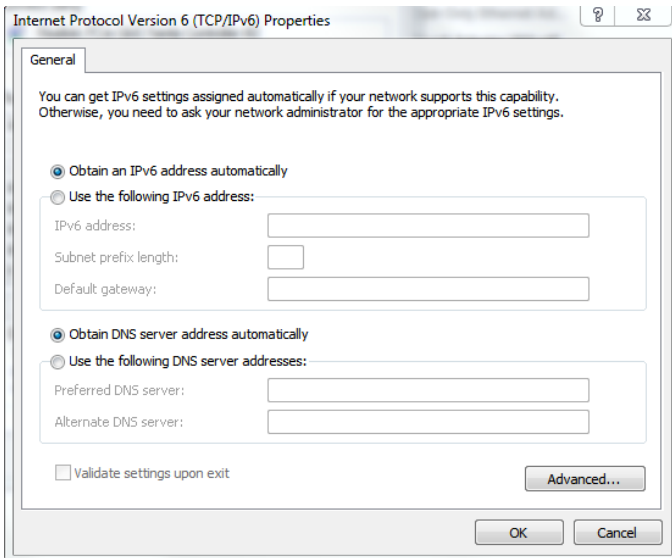 Internet Protocol Version 6 (TCP/IPv6) Properties
General
You can get IPv6 settings assigned automatically if your network supports this capability.
Otherwise, you need to ask your network administrator for the appropriate IPv6 settings.
Obtain an IPv6 address automatically
Use the following IPv6 address:
IPv6 address:
Subnet prefix length:
Default gateway:
Obtain DNS server address automatically
Use the following DNS server addresses:
Preferred DNS server:
Alternate DNS server:
Validate settings upon exit
Advanced...
OK
Cancel